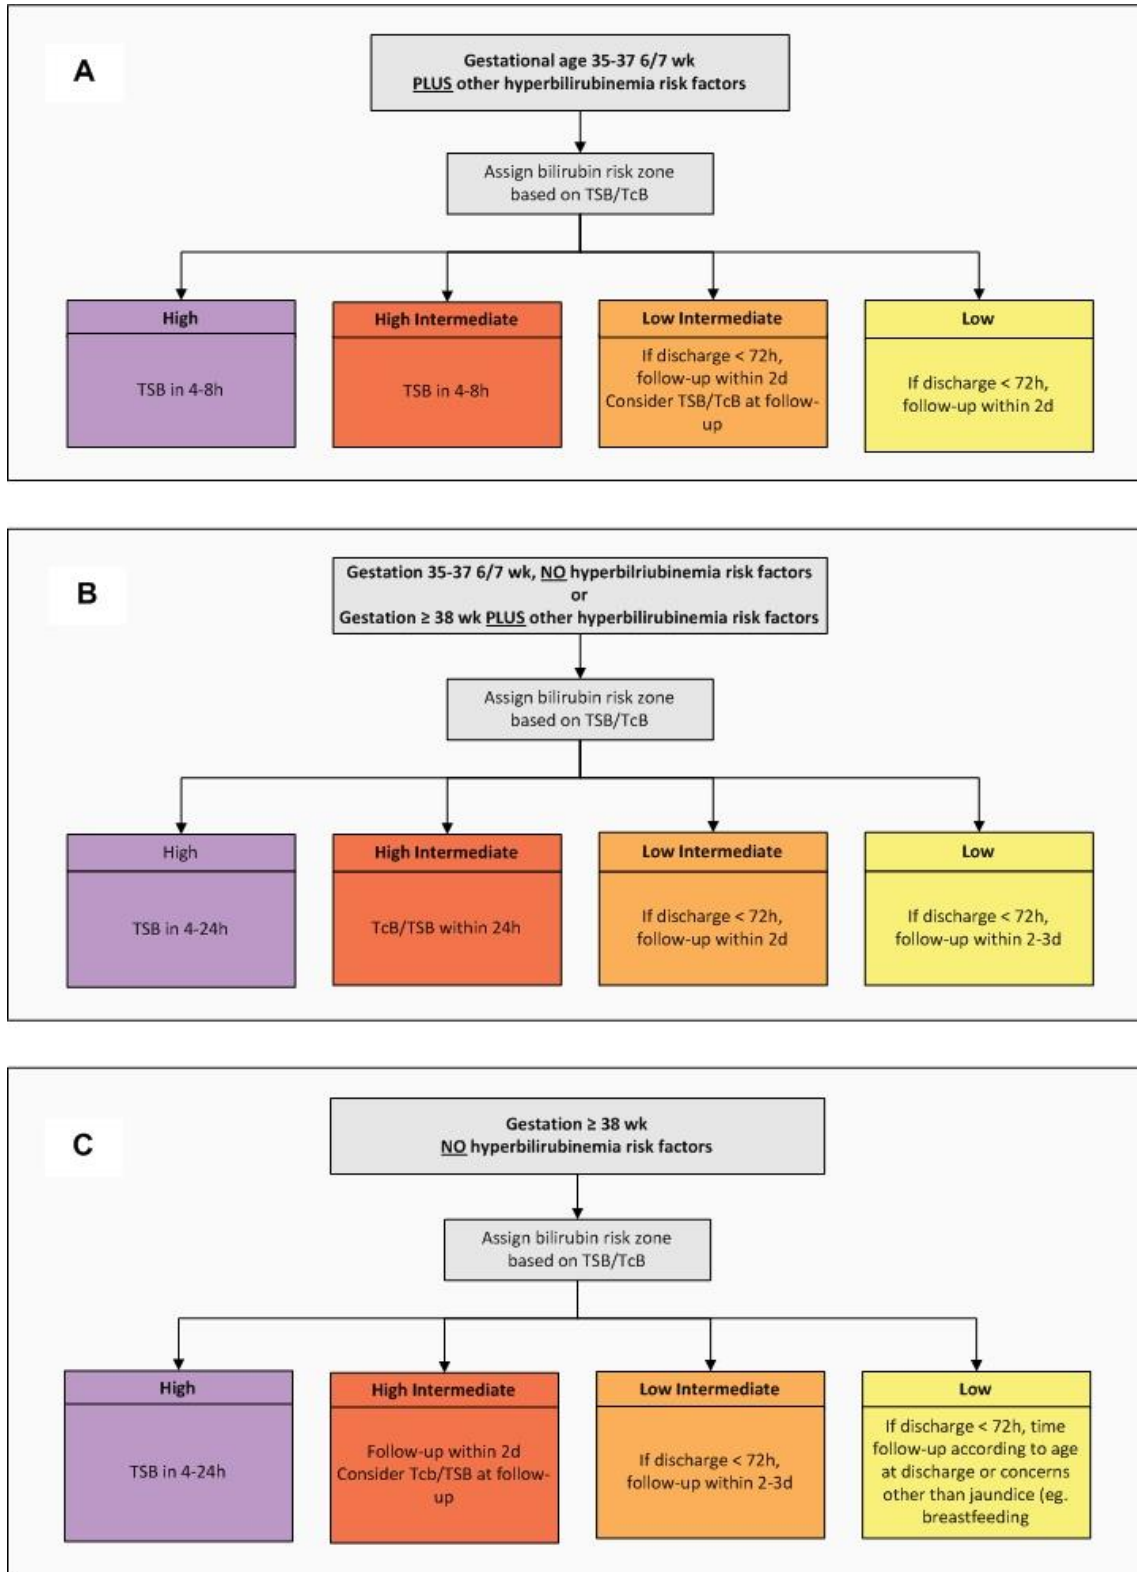 A
Gestational age 35-37 6/7 wk
PLUS other hyperbilirubinemia risk factors
Assign bilirubin risk zone
based on TSB/TcB
High
TSB in 4-8h
High Intermediate
TSB in 4-8h
Low Intermediate
If discharge < 72h,
follow-up within 2d
Consider TSB/TcB at follow-
up
Low
If discharge < 72h,
follow-up within 2d
B
Gestation 35-37 6/7 wk, NO hyperbilriubinemia risk factors
or
Gestation ≥ 38 wk PLUS other hyperbilirubinemia risk factors
Assign bilirubin risk zone
based on TSB/TcB
High
TSB in 4-24h
High Intermediate
TcB/TSB within 24h
Low Intermediate
If discharge < 72h,
follow-up within 2d
Low
If discharge < 72h,
follow-up within 2-3d
C
Gestation ≥ 38 wk
NO hyperbilirubinemia risk factors
Assign bilirubin risk zone
based on TSB/TcB
High
TSB in 4-24h
High Intermediate
Follow-up within 2d
Consider Tcb/TSB at follow-
up
Low Intermediate
If discharge < 72h,
follow-up within 2-3d
Low
If discharge < 72h, time
follow-up according to age
at discharge or concerns
other than jaundice (eg.
breastfeeding